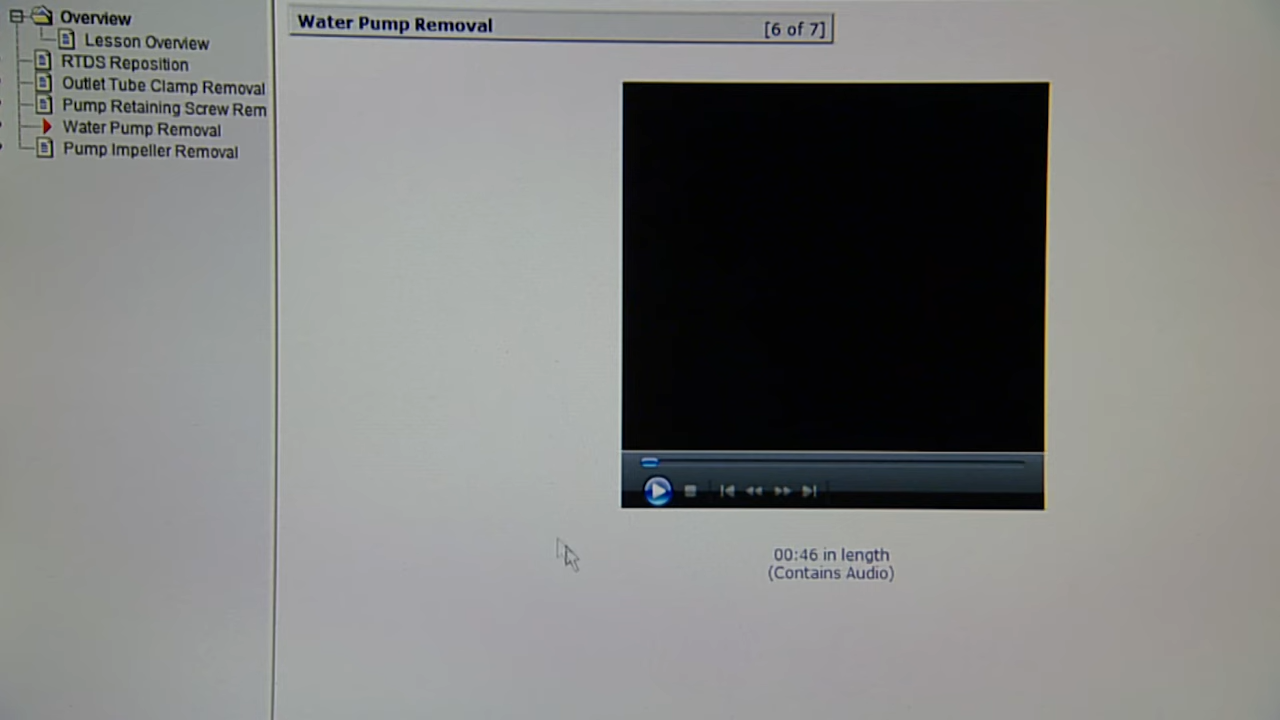 Overview
Lesson Overview
RTDS Reposition
Outlet Tube Clamp Removal
Pump Retaining Screw Rem
Water Pump Removal
Pump Impeller Removal
Water Pump Removal [6 of 7]
00:46 in length
(Contains Audio)